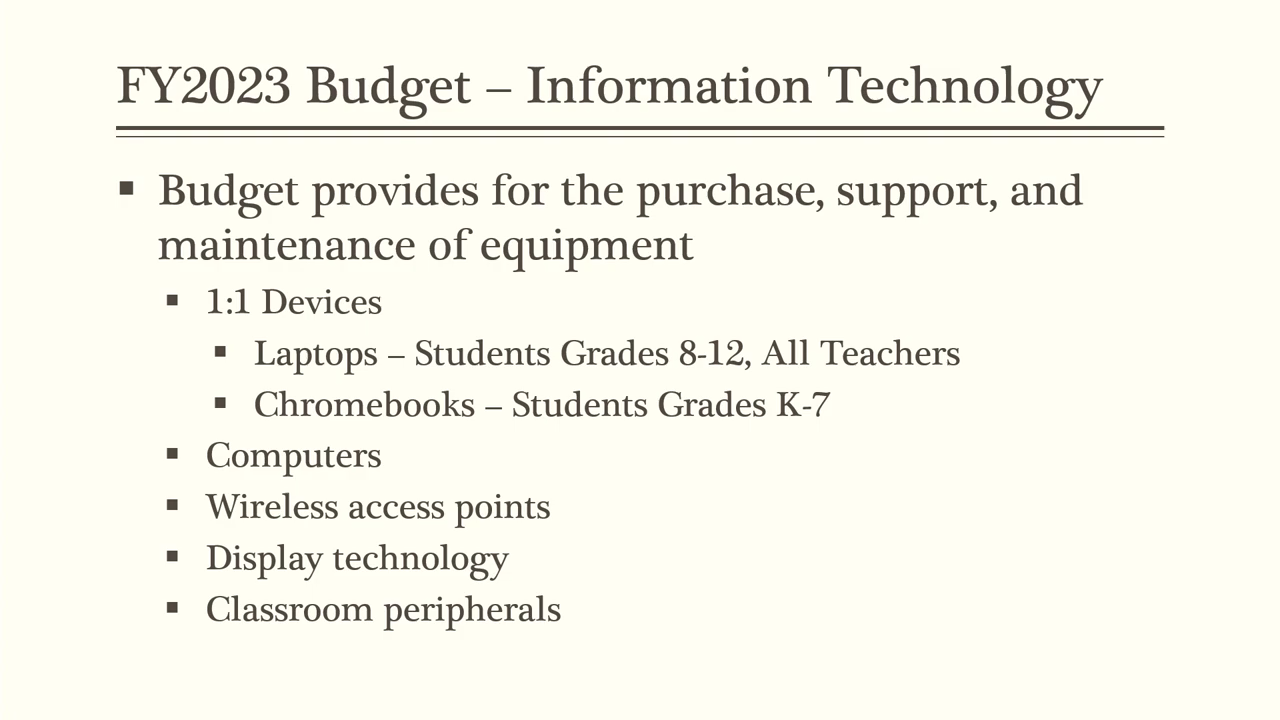 FY2023 Budget – Information Technology
▪ Budget provides for the purchase, support, and
maintenance of equipment
▪ 1:1 Devices
▪ Laptops – Students Grades 8-12, All Teachers
▪ Chromebooks – Students Grades K-7
▪ Computers
▪ Wireless access points
▪ Display technology
▪ Classroom peripherals